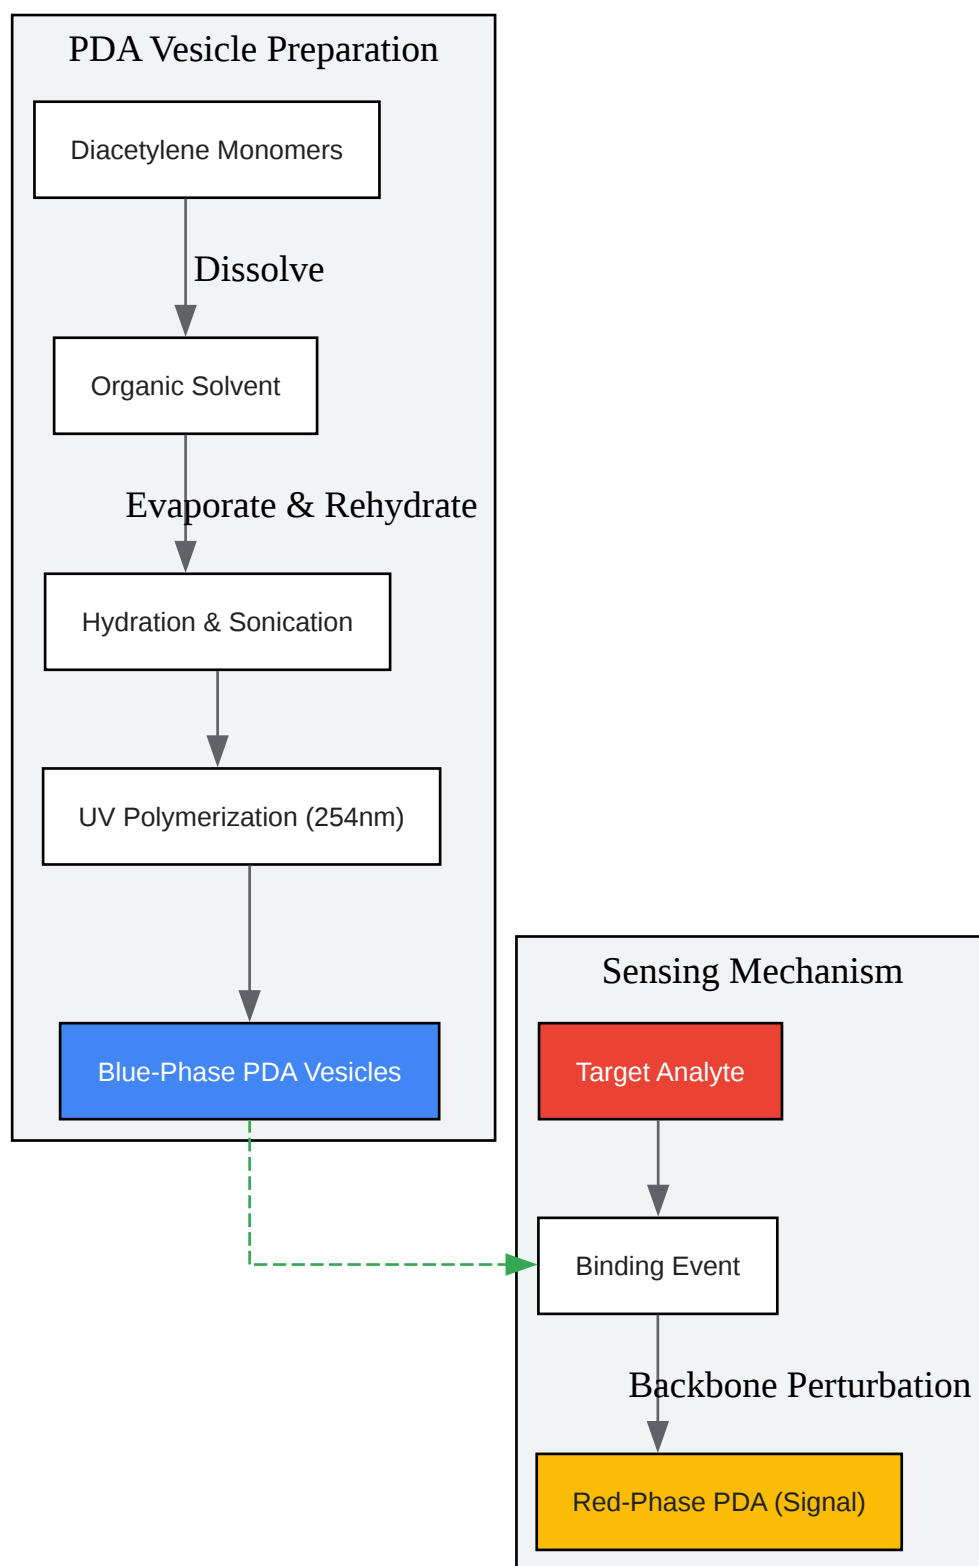 PDA Vesicle Preparation
Diacetylene Monomers
Dissolve
Organic Solvent
Evaporate & Rehydrate
Hydration & Sonication
UV Polymerization (254nm)
Blue-Phase PDA Vesicles
Sensing Mechanism
Target Analyte
Binding Event
Backbone Perturbation
Red-Phase PDA (Signal)